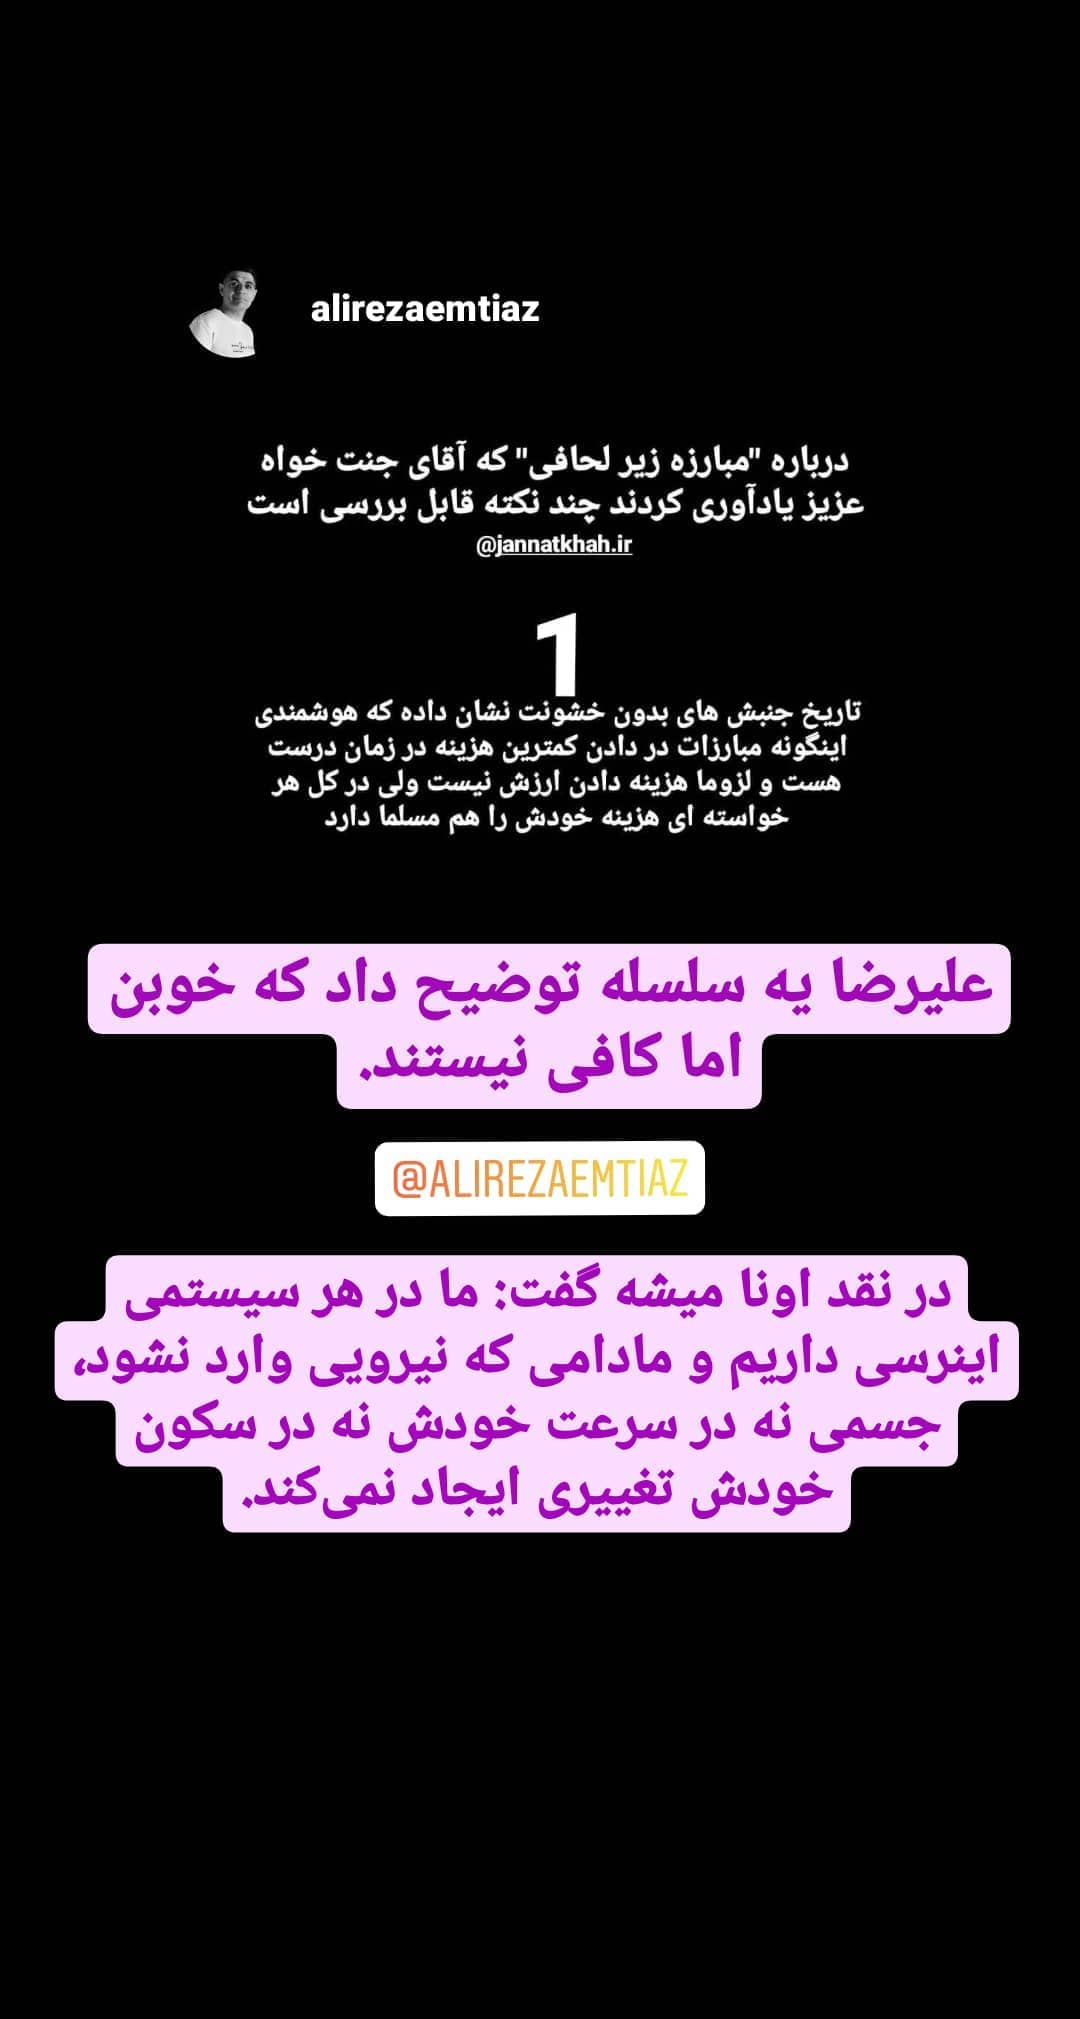 alirezaemtiaz
درباره "مبارزه زیر لحافی" که آقای جنت خواه
عزیز یادآوری کردند چند نکته قابل بررسی است
@jannatkhah.ir
1
تاریخ جنبش های بدون خشونت نشان داده که هوشمندی
اینگونه مبارزات در دادن کمترین هزینه در زمان درست
هست و لزوما هزینه دادن ارزش نیست ولی در کل هر
خواسته ای هزینه خودش را هم مسلما دارد
علیرضا یه سلسله توضیح داد که خوبن
اما کافی نیستند.
@ALIREZAEMTIAZ
در نقد اونا میشه گفت: ما در هر سیستمی
اینرسی داریم و مادامی که نیرویی وارد نشود،
جسمی نه در سرعت خودش نه در سکون
خودش تغییری ایجاد نمی‌کند.